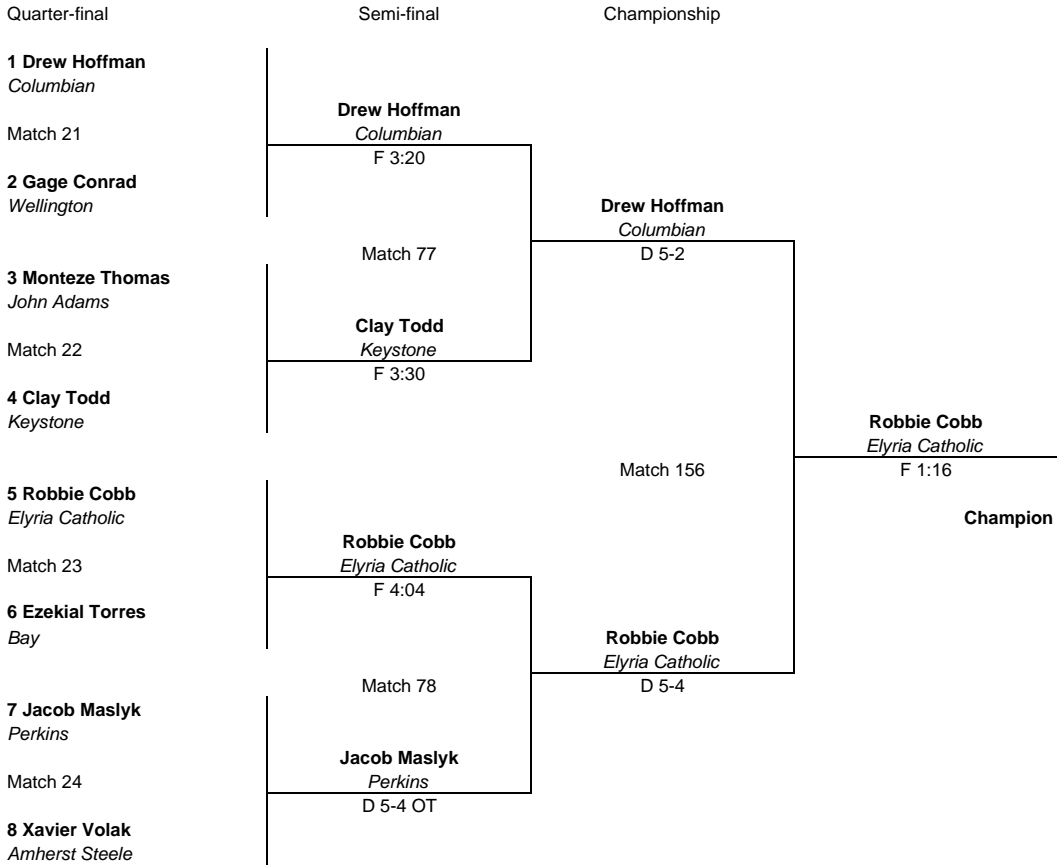 Quarter-final Semi-final Championship
1 Drew Hoffman
Columbian
Drew Hoffman
Match 21 Columbian
F 3:20
2 Gage Conrad
Wellington Drew Hoffman
Columbian
Match 77 D 5-2
3 Monteze Thomas
John Adams
Clay Todd
Match 22 Keystone
F 3:30
4 Clay Todd
Keystone Robbie Cobb
Elyria Catholic
Match 156 F 1:16
5 Robbie Cobb
Elyria Catholic Champion
Robbie Cobb
Match 23 Elyria Catholic
F 4:04
6 Ezekial Torres
Bay Robbie Cobb
Elyria Catholic
Match 78 D 5-4
7 Jacob Maslyk
Perkins
Jacob Maslyk
Match 24 Perkins
D 5-4 OT
8 Xavier Volak
Amherst Steele